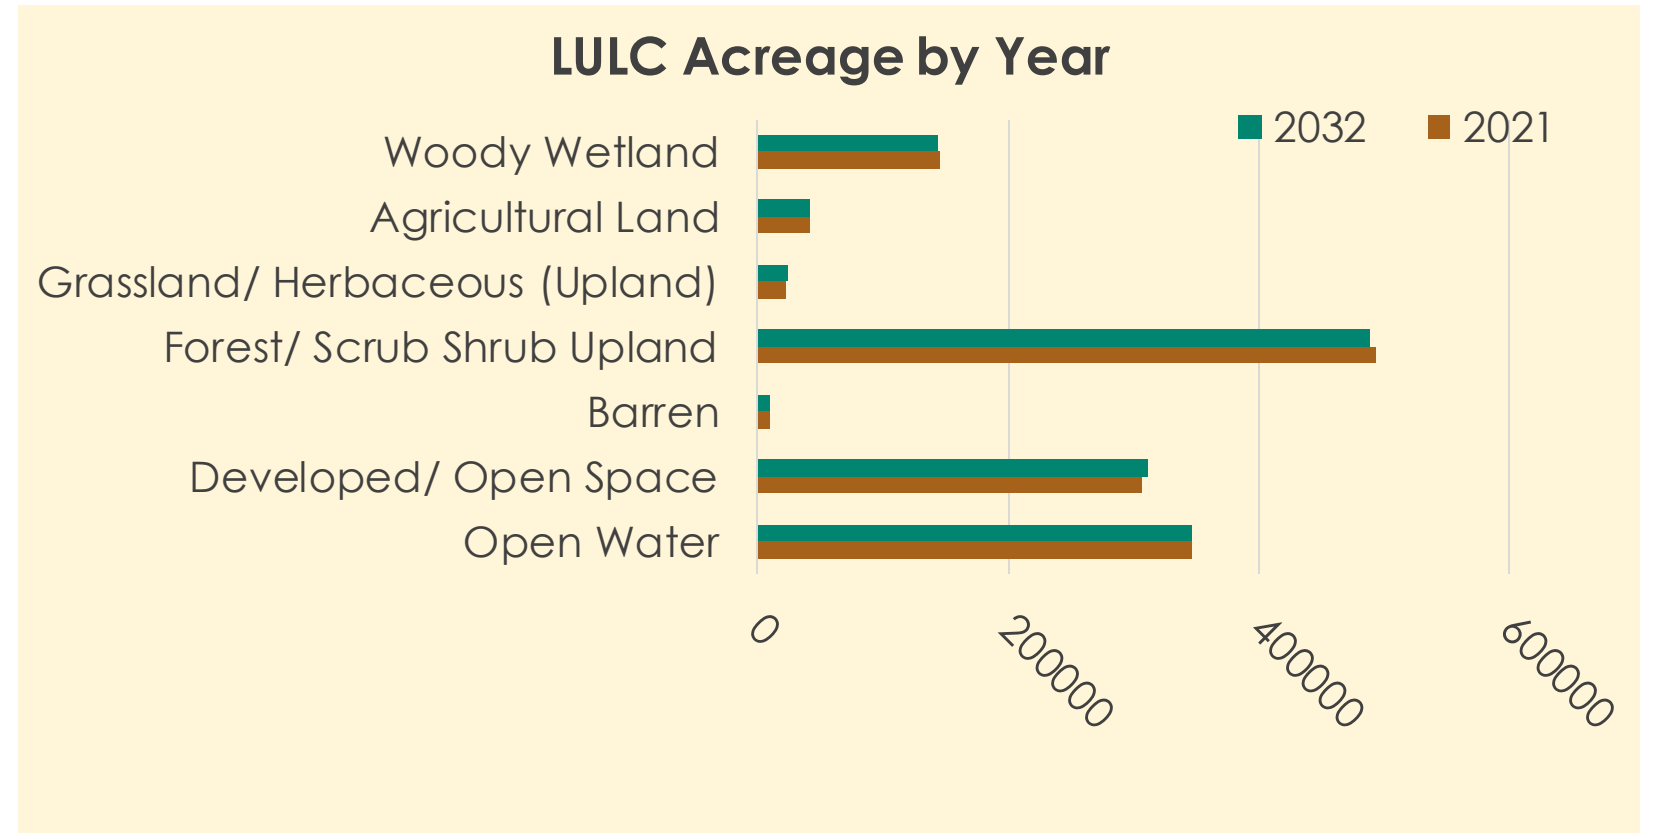 LULC Acreage by Year
2032 2021
Woody Wetland
Agricultural Land
Grassland/ Herbaceous (Upland)
Forest/ Scrub Shrub Upland
Barren
Developed/ Open Space
Open Water
0 200000 400000 600000